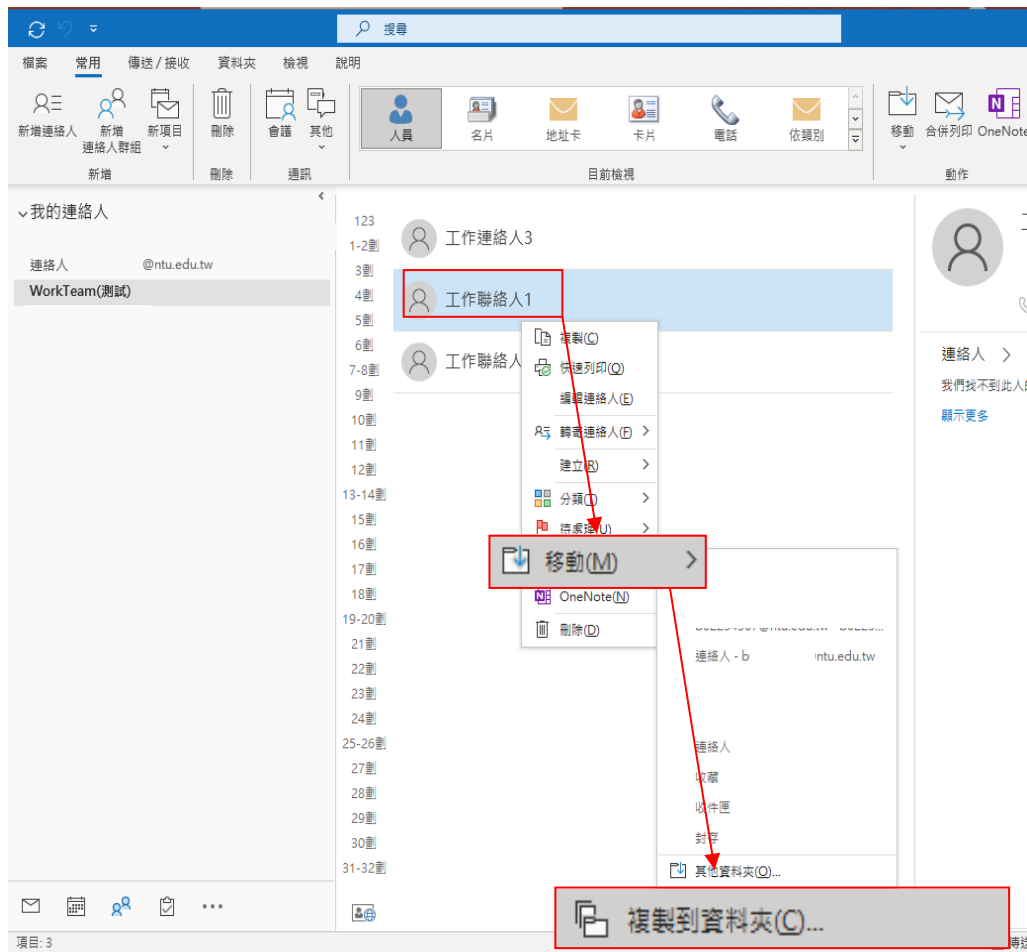 搜尋
檔案 常用 傳送/接收 資料夾 檢視 說明
新增連絡人 新增 連絡人群組 新項目 刪除 會議 其他 人員 名片 地址卡 卡片 電話 依類別 移動 合併列印 OneNote
新增 刪除 通訊 目前檢視 動作
我的連絡人
連絡人 @ntu.edu.tw
WorkTeam(測試)
123
1-2劃
3劃
4劃
5劃
6劃
7-8劃
9劃
10劃
11劃
12劃
13-14劃
15劃
16劃
17劃
18劃
19-20劃
21劃
22劃
23劃
24劃
25-26劃
27劃
28劃
29劃
30劃
31-32劃
工作連絡人3
工作聯絡人1
工作聯絡人
複製(C)
快速列印(Q)
編輯連絡人(E)
轉寄連絡人(F)
建立(R)
分類(T)
待處理(U)
移動(M)
OneNote(N)
刪除(D)
連絡人 - b ntu.edu.tw
連絡人
收藏
收件匣
封存
其他資料夾(O)...
複製到資料夾(C)...
連絡人
我們找不到此人
顯示更多
項目: 3